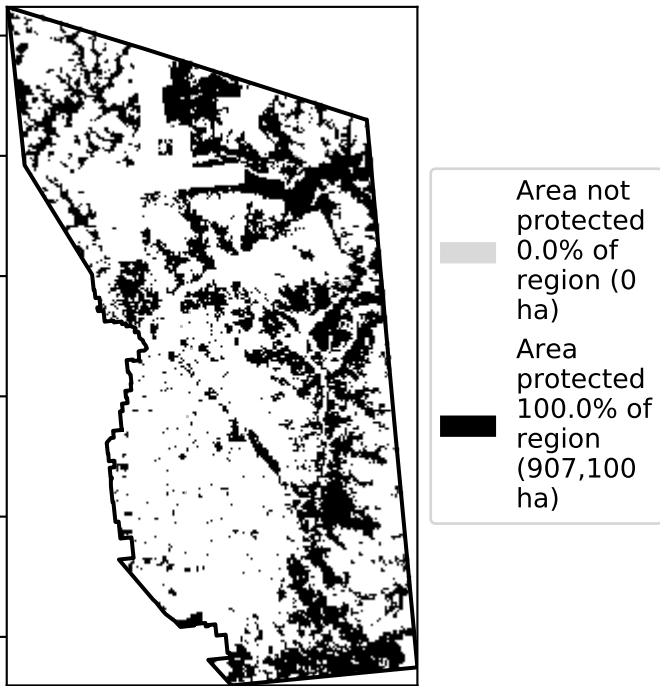 Area not
protected
0.0% of
region (0
ha)
Area
protected
100.0% of
region
(907,100
ha)